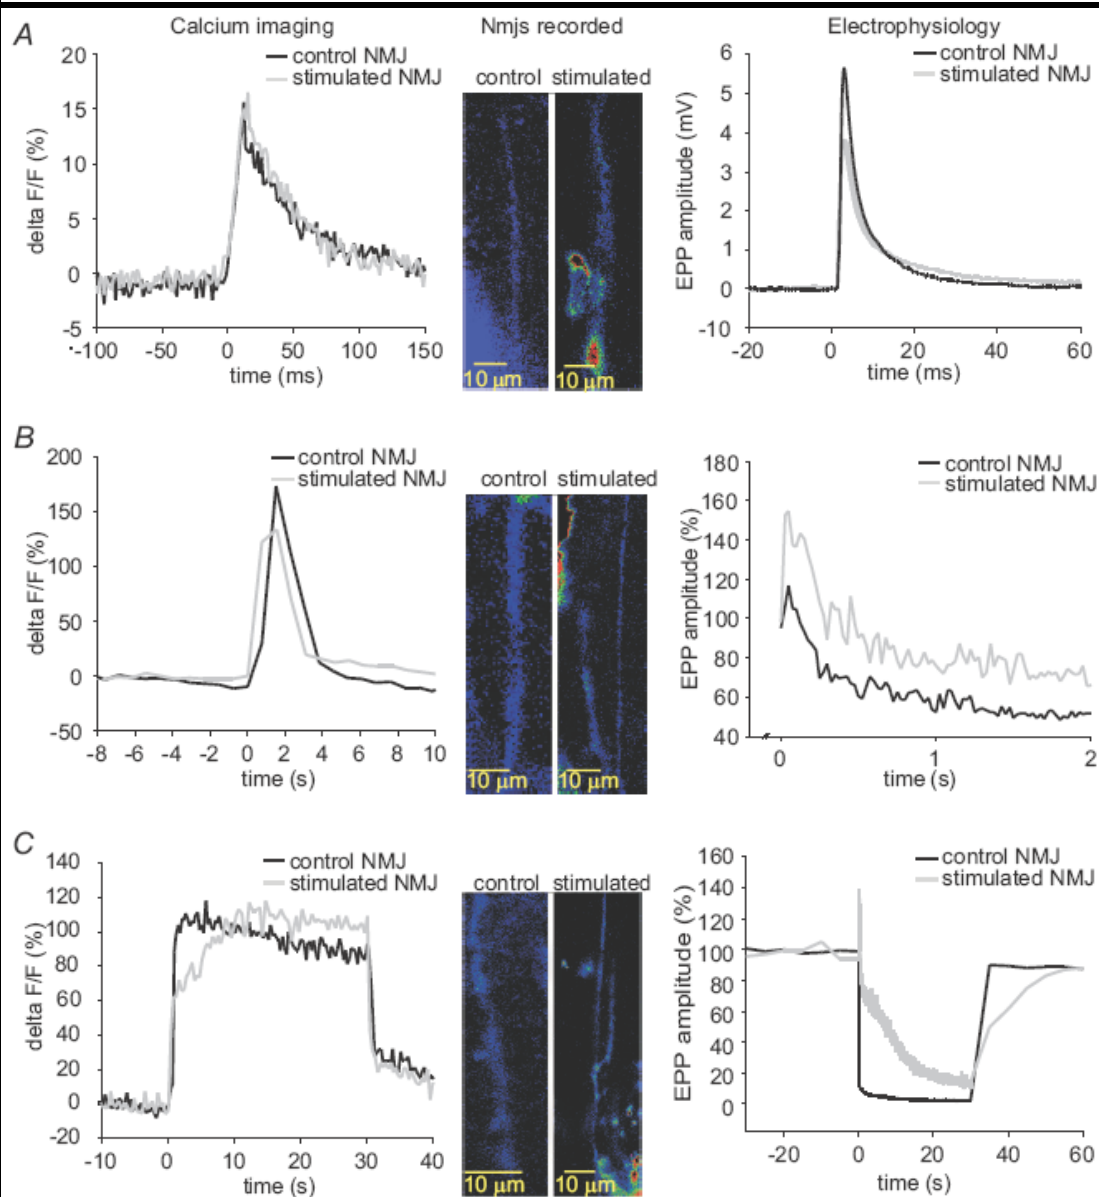 A
Calcium imaging
Nmjs recorded
Electrophysiology
control NMJ
stimulated NMJ
20
15
10
5
0
-5
delta F/F (%)
-100 -50 0 50 100 150
time (ms)
control stimulated
10 µm 10 µm
control NMJ
stimulated NMJ
6
5
4
3
2
1
0
-10
EPP amplitude (mV)
-20 0 20 40 60
time (ms)
B
control NMJ
stimulated NMJ
200
150
100
50
0
-50
delta F/F (%)
-8 -6 -4 -2 0 2 4 6 8 10
time (s)
control stimulated
10 µm 10 µm
control NMJ
stimulated NMJ
180
160
140
120
100
80
60
40
EPP amplitude (%)
0 1 2
time (s)
C
control NMJ
stimulated NMJ
140
120
100
80
60
40
20
0
-20
delta F/F (%)
-10 0 10 20 30 40
time (s)
control stimulated
10 µm 10 µm
control NMJ
stimulated NMJ
160
140
120
100
80
60
40
20
0
EPP amplitude (%)
-20 0 20 40 60
time (s)